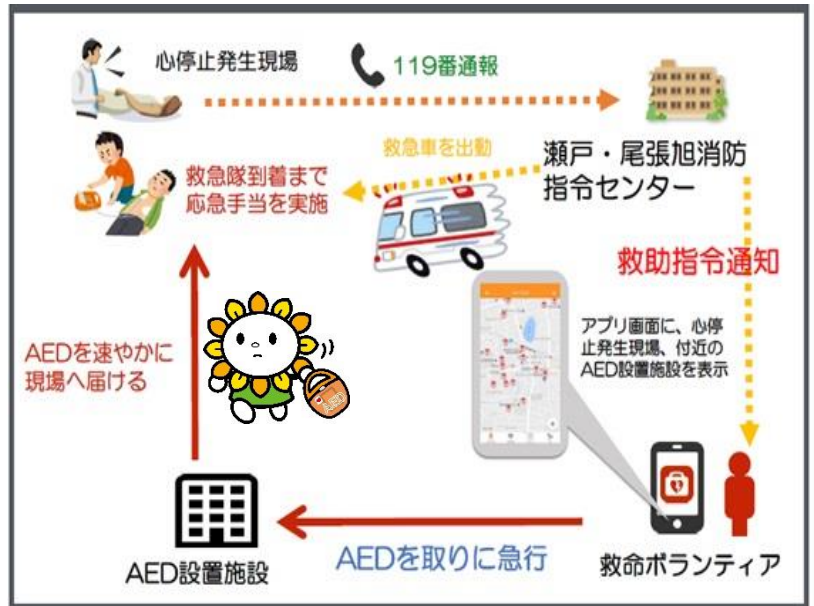 心停止発生現場
119番通報
救急隊到着まで
応急手当を実施
救急車を出動
瀬戸・尾張旭消防
指令センター
救助指令通知
アプリ画面に、心停
止発生現場、付近の
AED設置施設を表示
AEDを速やかに
現場へ届ける
AED
AED設置施設
AEDを取りに急行
救命ボランティア